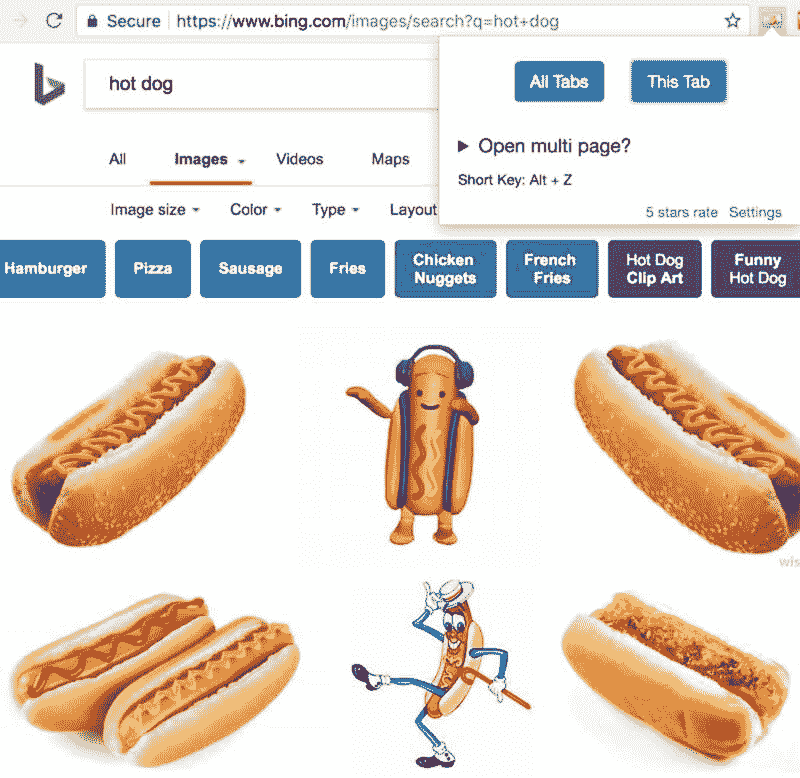 Secure https://www.bing.com/images/search?q=hot+dog
hot dog
All Tabs This Tab
Open multi page?
Short Key: Alt + Z
5 stars rate Settings
All Images Videos Maps
Image size Color Type Layout
Hamburger
Pizza
Sausage
Fries
Chicken
Nuggets
French
Fries
Hot Dog
Clip Art
Funny
Hot Dog
wis